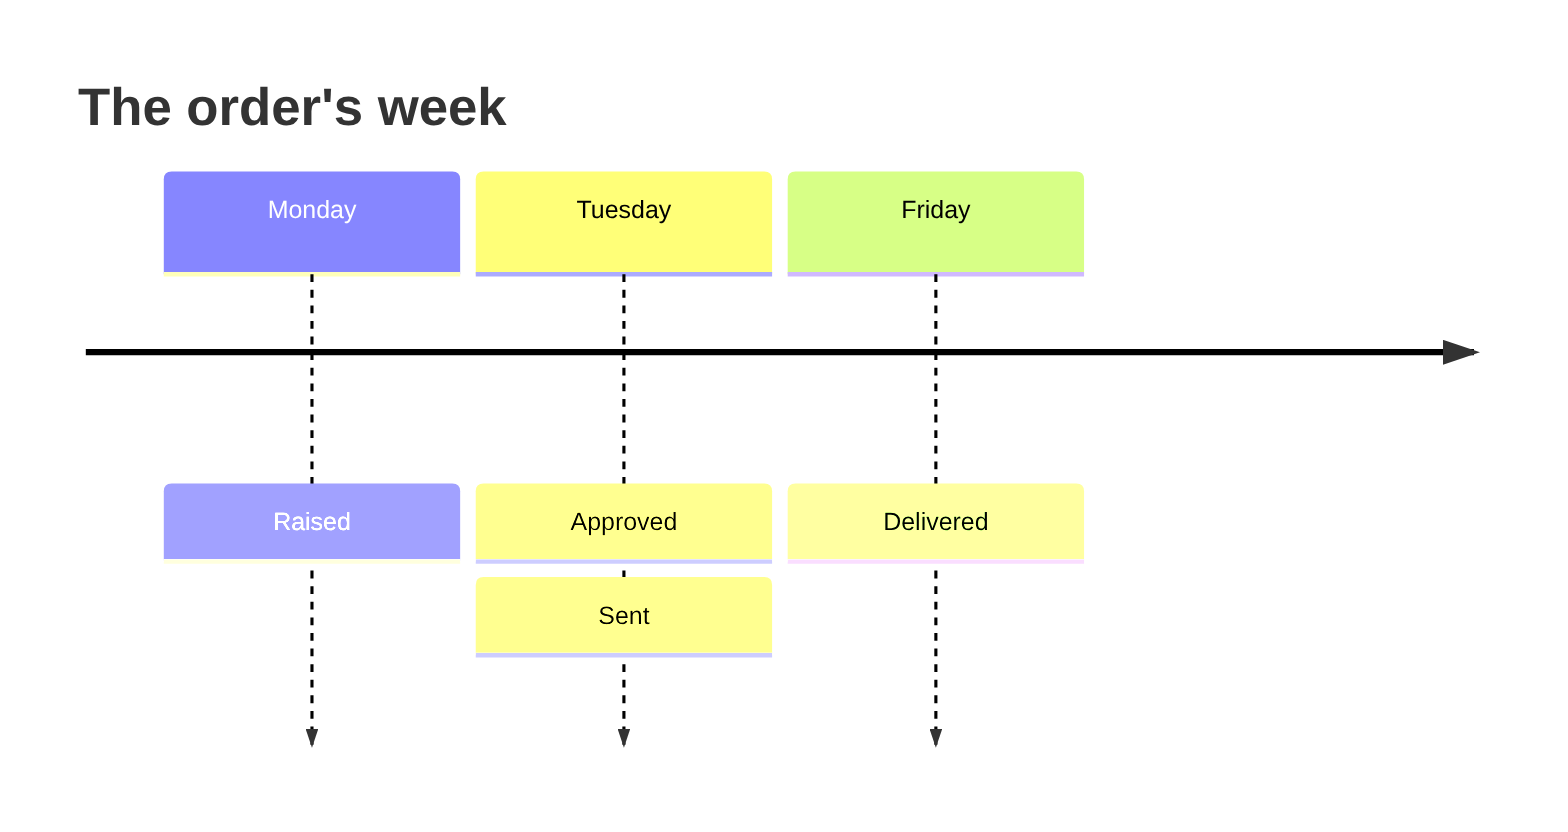 The order's week
Monday
Tuesday
Friday
Raised
Approved
Delivered
Sent